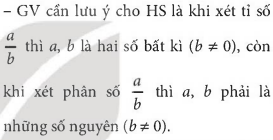 – GV cần lưu ý cho HS là khi xét tỉ số
a/b thì a, b là hai số bất kì (b ≠ 0), còn
khi xét phân số a/b thì a, b phải là
những số nguyên (b ≠ 0).